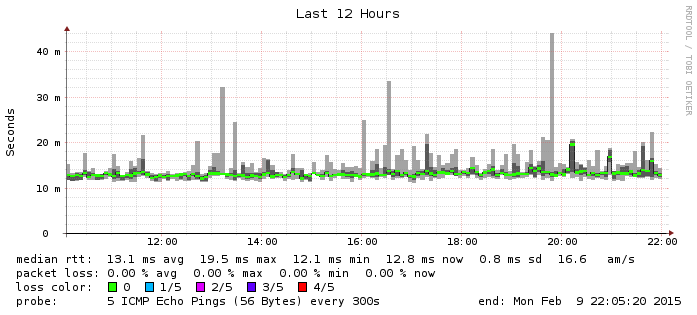 Last 12 Hours
RRDTOOL / TOBI OETIKER
Seconds
40 m
30 m
20 m
10 m
0
12:00 14:00 16:00 18:00 20:00 22:00
median rtt: 13.1 ms avg 19.5 ms max 12.1 ms min 12.8 ms now 0.8 ms sd 16.6 am/s
packet loss: 0.00 % avg 0.00 % max 0.00 % min 0.00 % now
loss color: 0 1/5 2/5 3/5 4/5
probe: 5 ICMP Echo Pings (56 Bytes) every 300s end: Mon Feb 9 22:05:20 2015